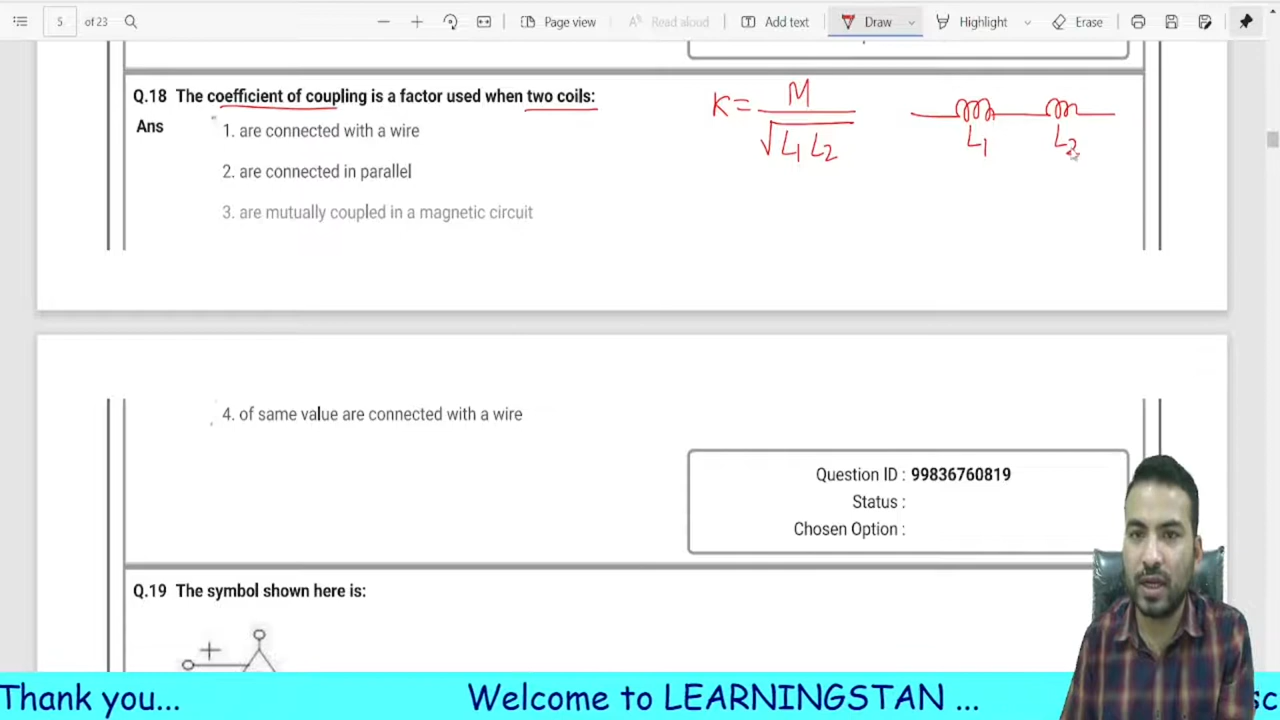 5 of 23 Page view Read aloud Add text Draw Highlight Erase
Q.18 The coefficient of coupling is a factor used when two coils:
Ans
1. are connected with a wire
2. are connected in parallel
3. are mutually coupled in a magnetic circuit
K = M / √L1 L2
L1 L2
4. of same value are connected with a wire
Question ID : 99836760819
Status :
Chosen Option :
Q.19 The symbol shown here is:
+
Thank you... Welcome to LEARNINGSTAN ...